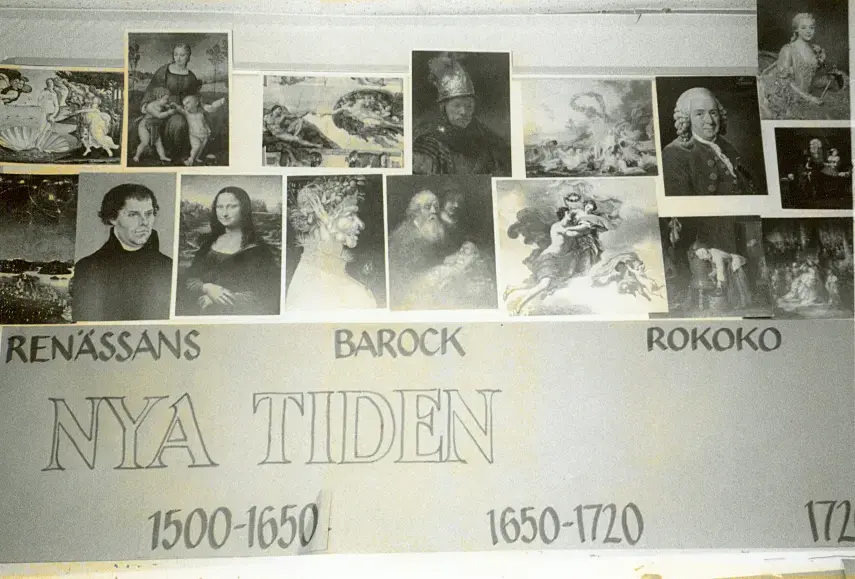 RENÄSSANS BAROCK ROKOKO
NYA TIDEN
1500-1650 1650-1720 172